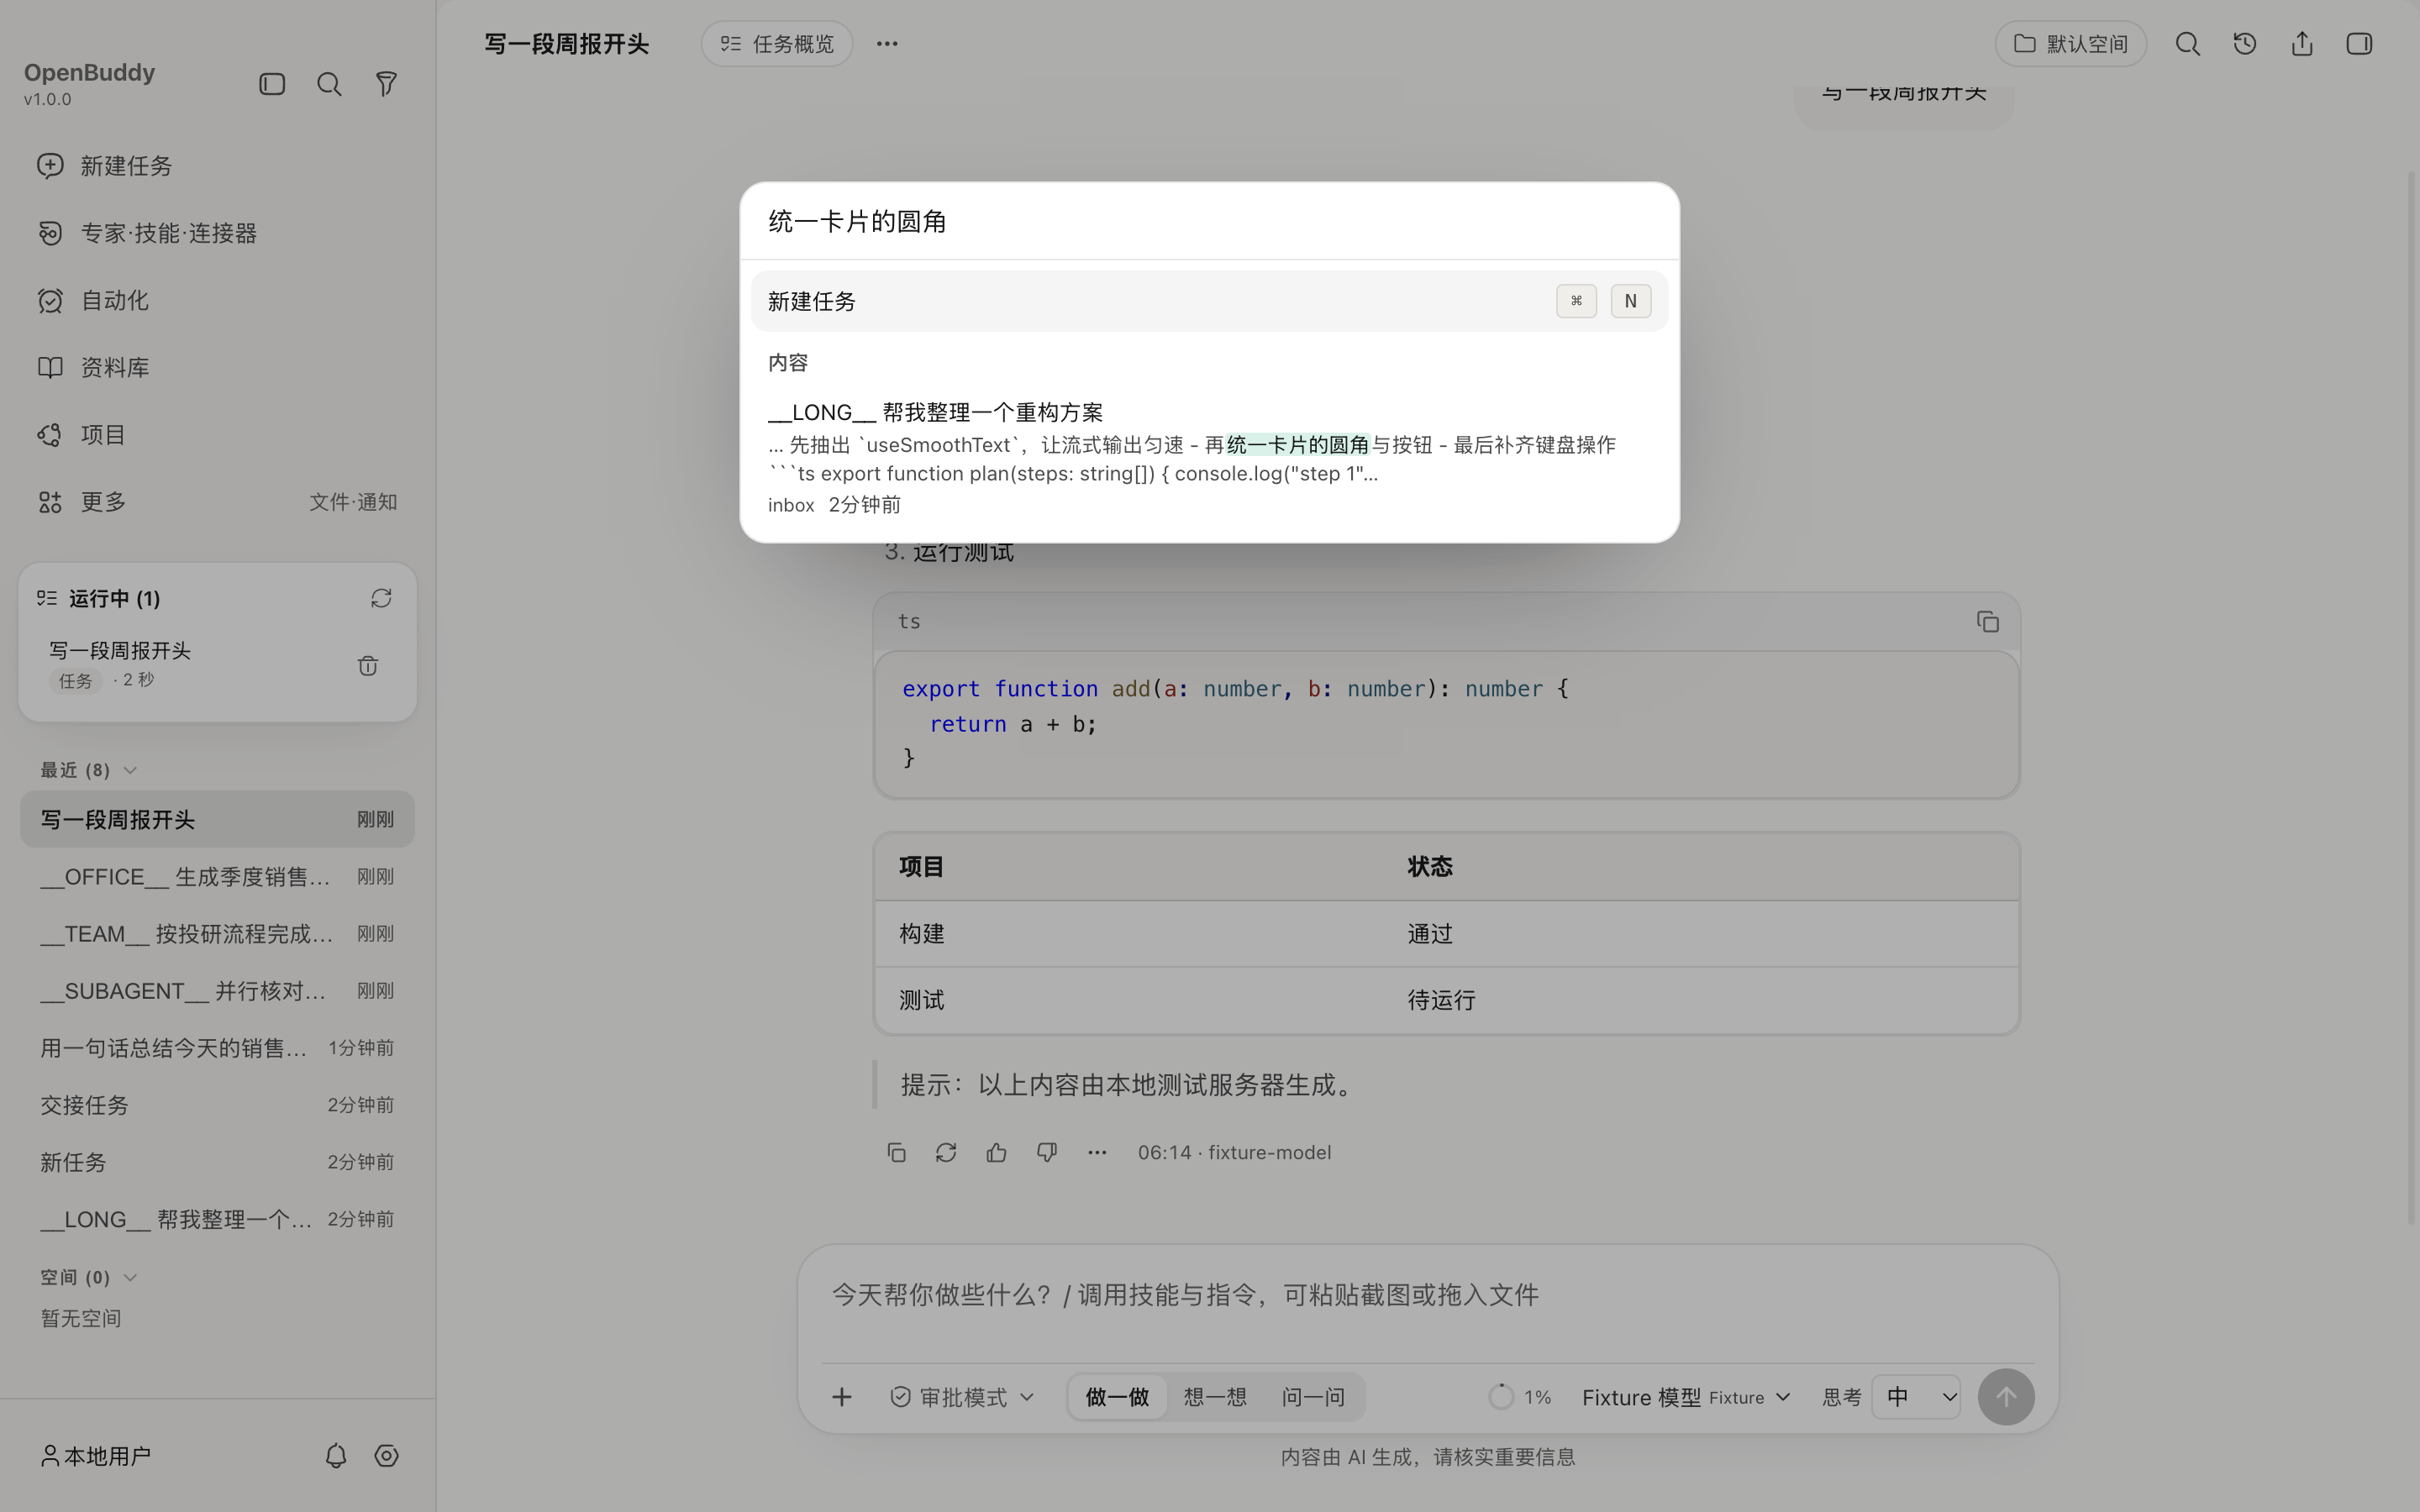 OpenBuddy
v1.0.0
新建任务
专家·技能·连接器
自动化
资料库
项目
更多 文件·通知
运行中 (1)
写一段周报开头
任务 · 2 秒
最近 (8)
写一段周报开头 刚刚
__OFFICE__ 生成季度销售... 刚刚
__TEAM__ 按投研流程完成... 刚刚
__SUBAGENT__ 并行核对... 刚刚
用一句话总结今天的销售... 1分钟前
交接任务 2分钟前
新任务 2分钟前
__LONG__ 帮我整理一个... 2分钟前
空间 (0)
暂无空间
本地用户
写一段周报开头 任务概览 默认空间
写一段周报开头
统一卡片的圆角
新建任务 ⌘ N
内容
__LONG__ 帮我整理一个重构方案
... 先抽出 `useSmoothText`，让流式输出匀速 - 再统一卡片的圆角与按钮 - 最后补齐键盘操作
```ts export function plan(steps: string[]) { console.log("step 1"...
inbox 2分钟前
3. 运行测试
ts
export function add(a: number, b: number): number {
  return a + b;
}
项目 状态
构建 通过
测试 待运行
提示：以上内容由本地测试服务器生成。
06:14 · fixture-model
今天帮你做些什么？/ 调用技能与指令，可粘贴截图或拖入文件
审批模式 做一做 想一想 问一问 1% Fixture 模型 Fixture 思考 中
内容由 AI 生成，请核实重要信息